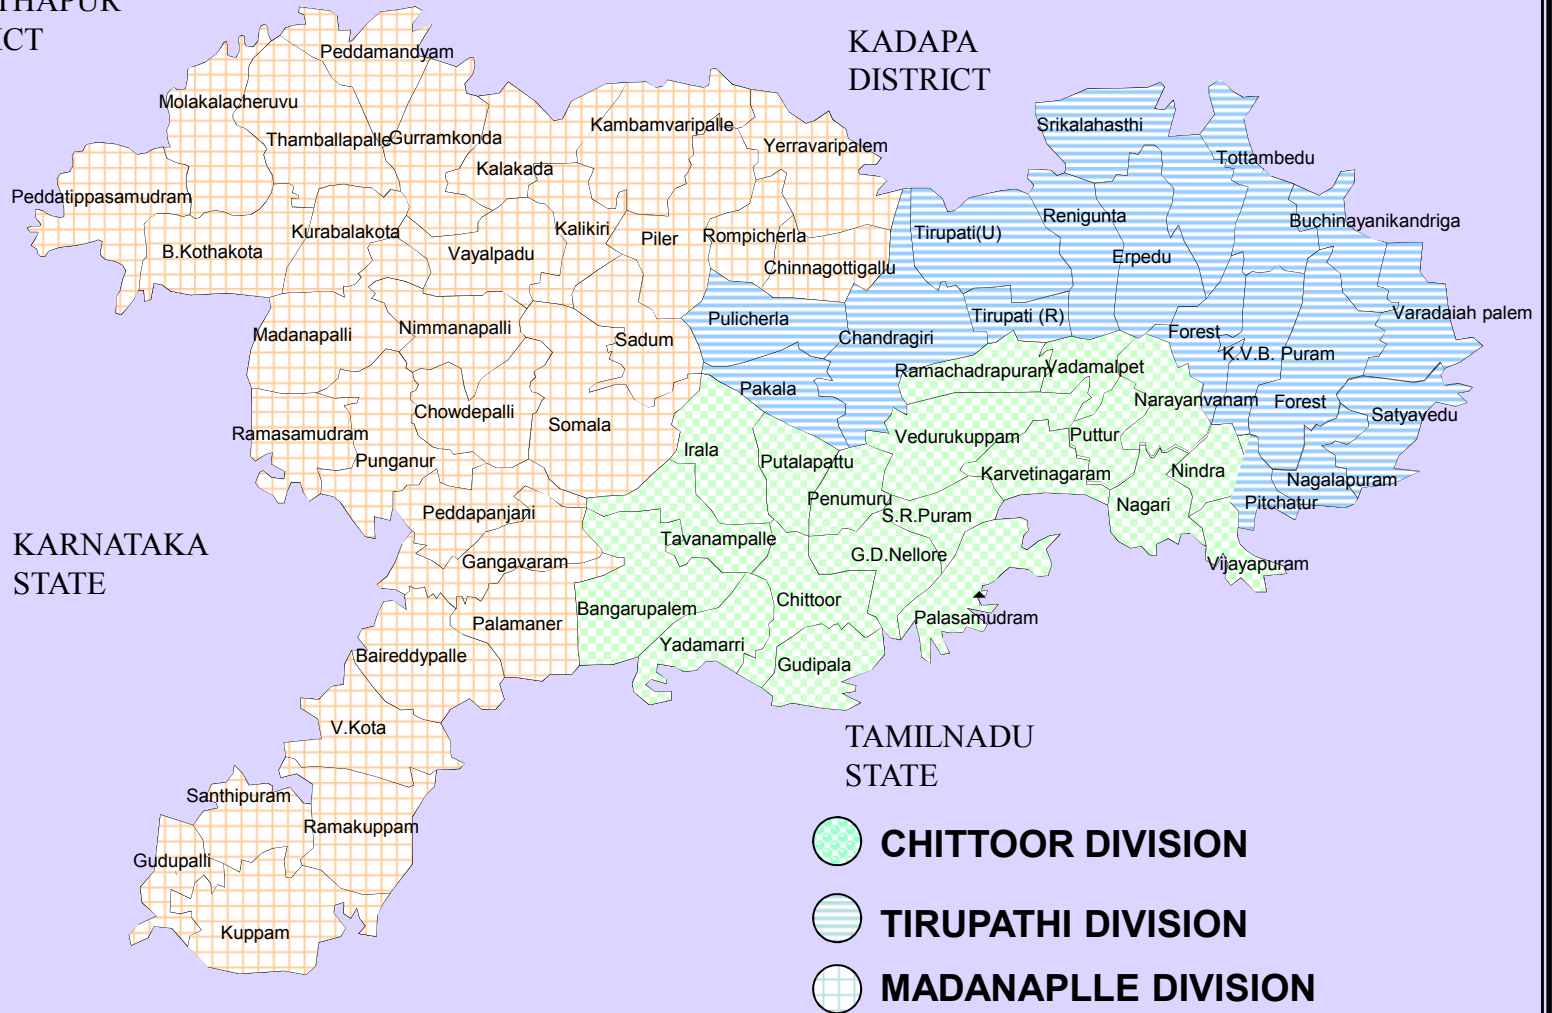 THAPUR
ICT
KADAPA
DISTRICT
Peddamandyam
Molakalacheruvu
Thamballapalle
Gurramkonda
Kambamvaripalle
Yerravaripalem
Srikalahasthi
Tottambedu
Kalakada
Peddatippasamudram
B.Kothakota
Kurabalakota
Vayalpadu
Kalikiri
Piler
Rompicherla
Chinnagottigallu
Tirupati(U)
Renigunta
Erpedu
Buchinayanikandriga
Madanapalli
Nimmanapalli
Sadum
Pulicherla
Chandragiri
Tirupati (R)
Forest
K.V.B. Puram
Varadaiah palem
Ramachadrapuram
Vadamalpet
Pakala
Narayanvanam
Forest
Satyavedu
Ramasamudram
Chowdepalli
Somala
Punganur
Irala
Putalapattu
Vedurukuppam
Puttur
Karvetinagaram
Nindra
Nagalapuram
Penumuru
S.R.Puram
Nagari
Pitchatur
Peddapanjani
Tavanampalle
G.D.Nellore
Vijayapuram
KARNATAKA
STATE
Gangavaram
Bangarupalem
Chittoor
Palasamudram
Palamaner
Yadamarri
Gudipala
Baireddypalle
V.Kota
Santhipuram
Ramakuppam
Gudupalli
Kuppam
TAMILNADU
STATE
CHITTOOR DIVISION
TIRUPATHI DIVISION
MADANAPLLE DIVISION